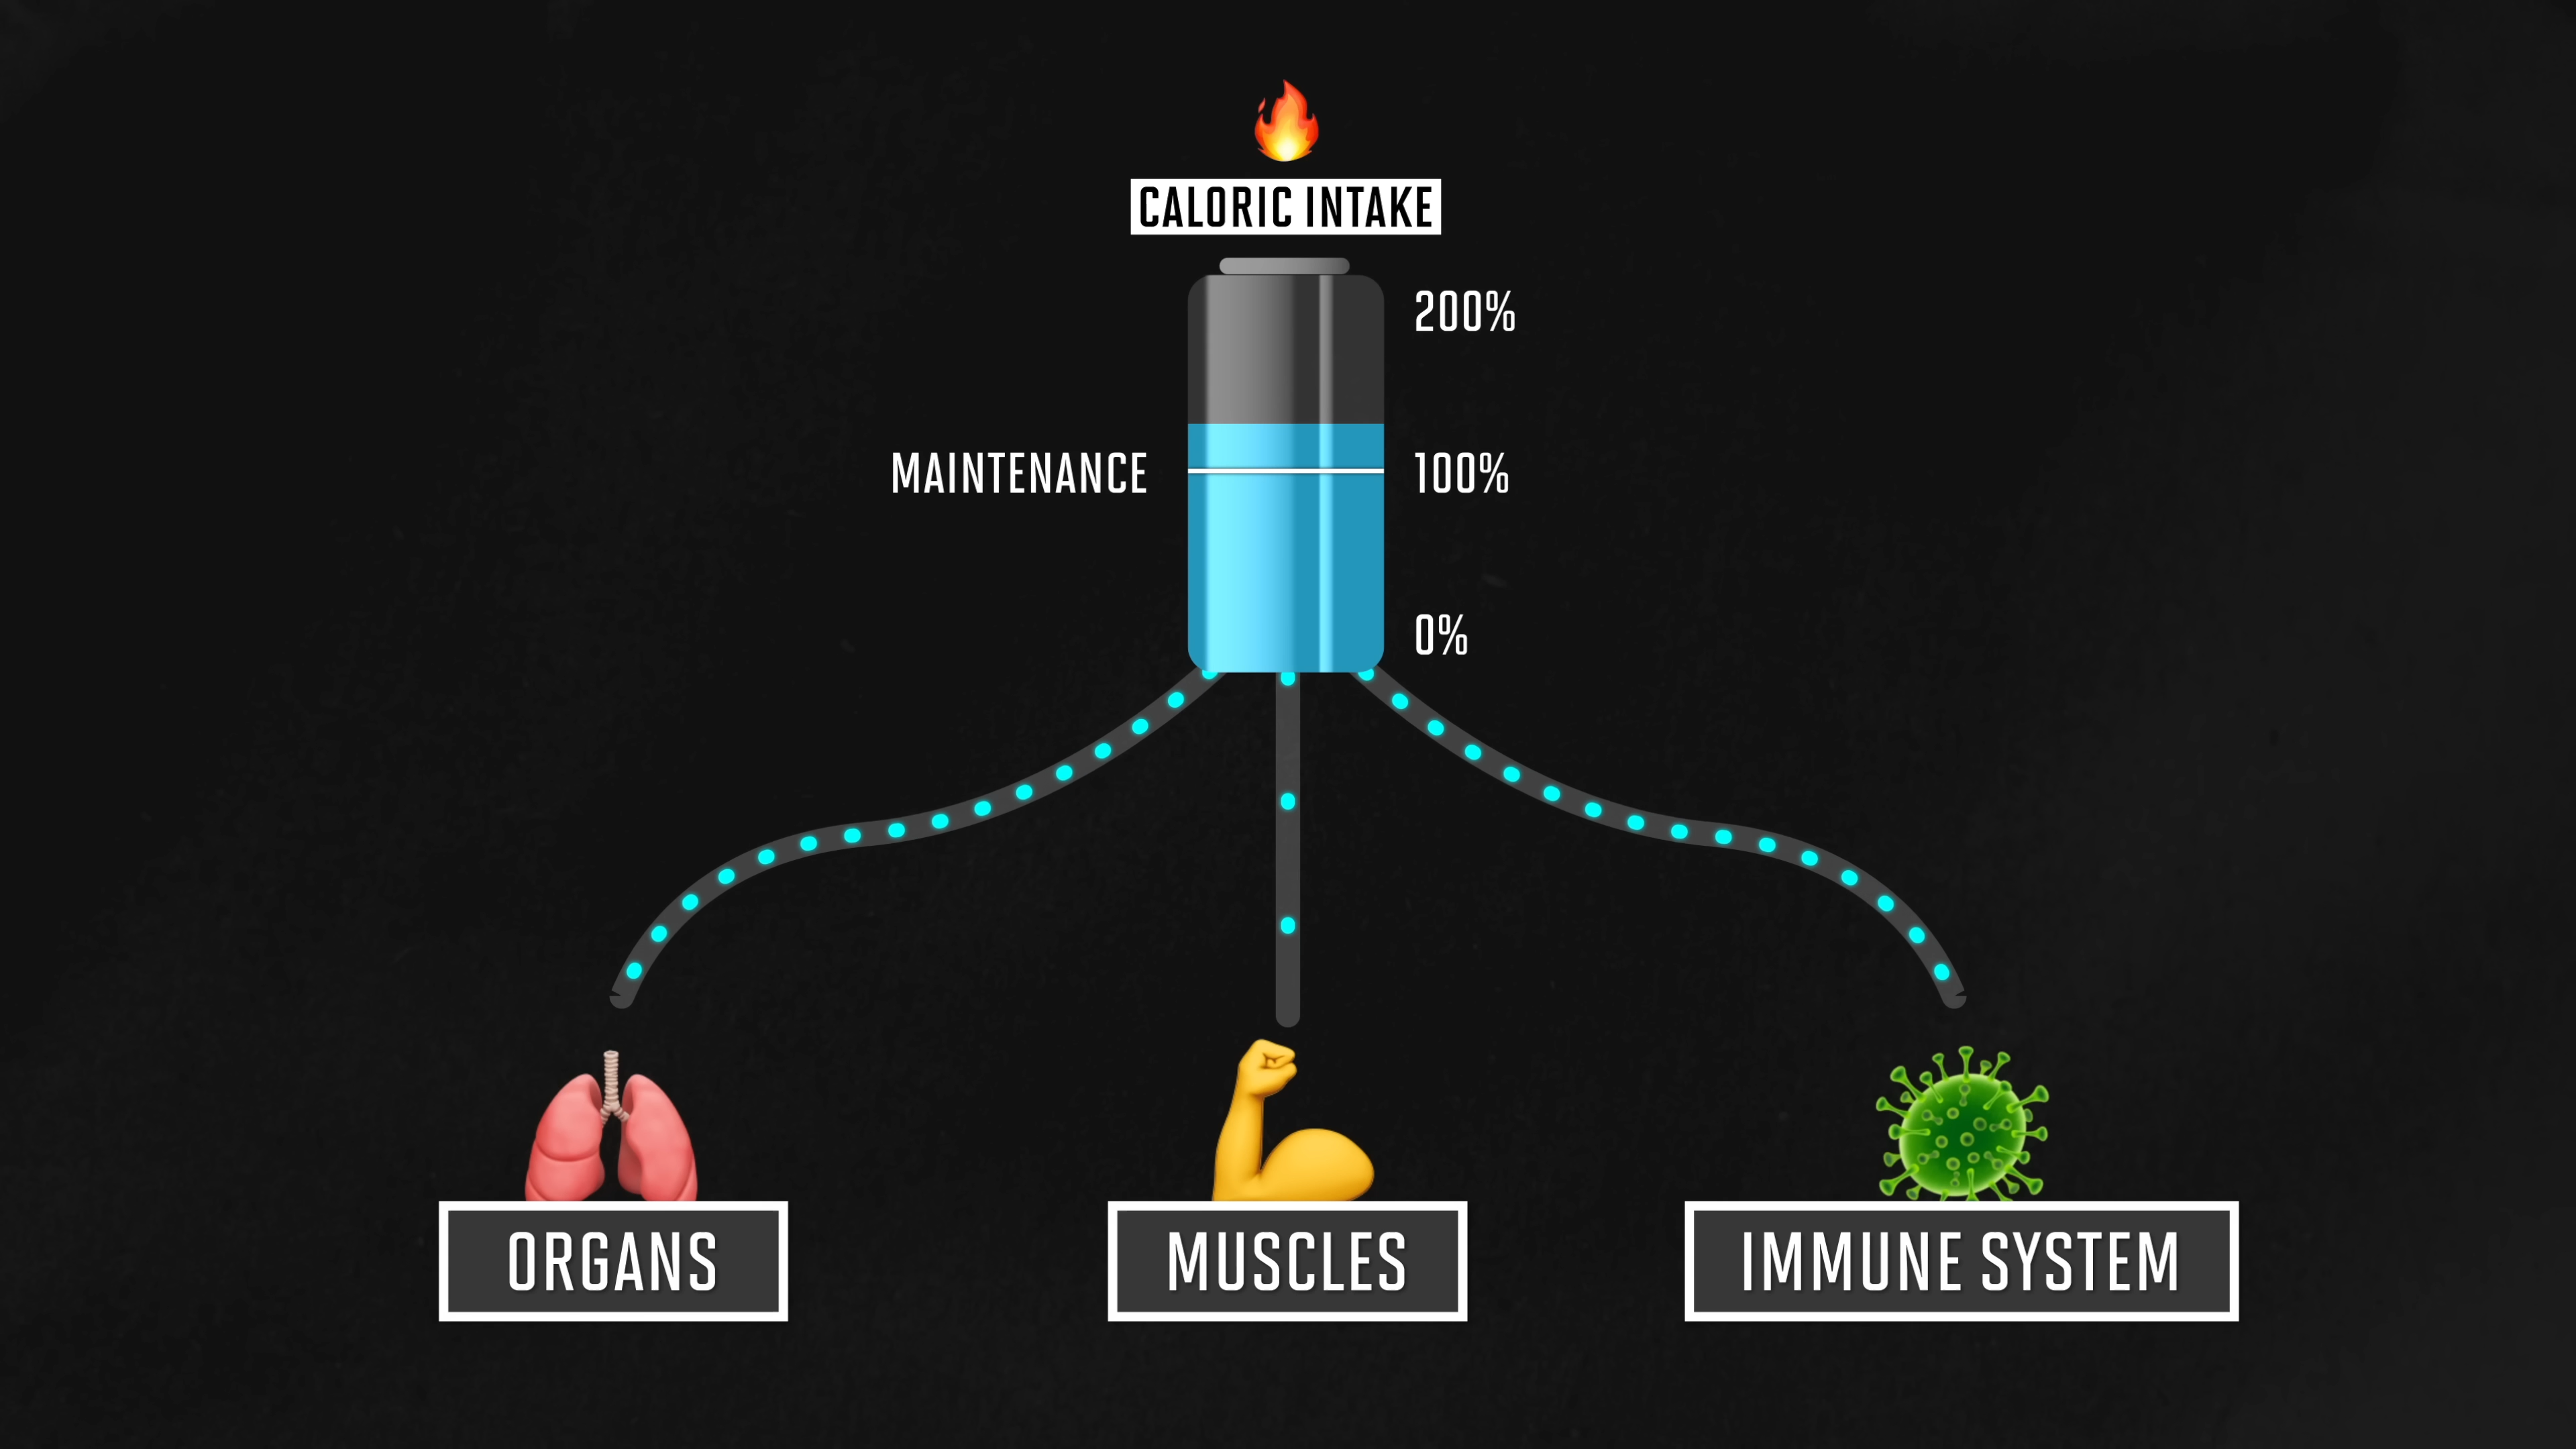 CALORIC INTAKE
200%
MAINTENANCE
100%
0%
ORGANS
MUSCLES
IMMUNE SYSTEM